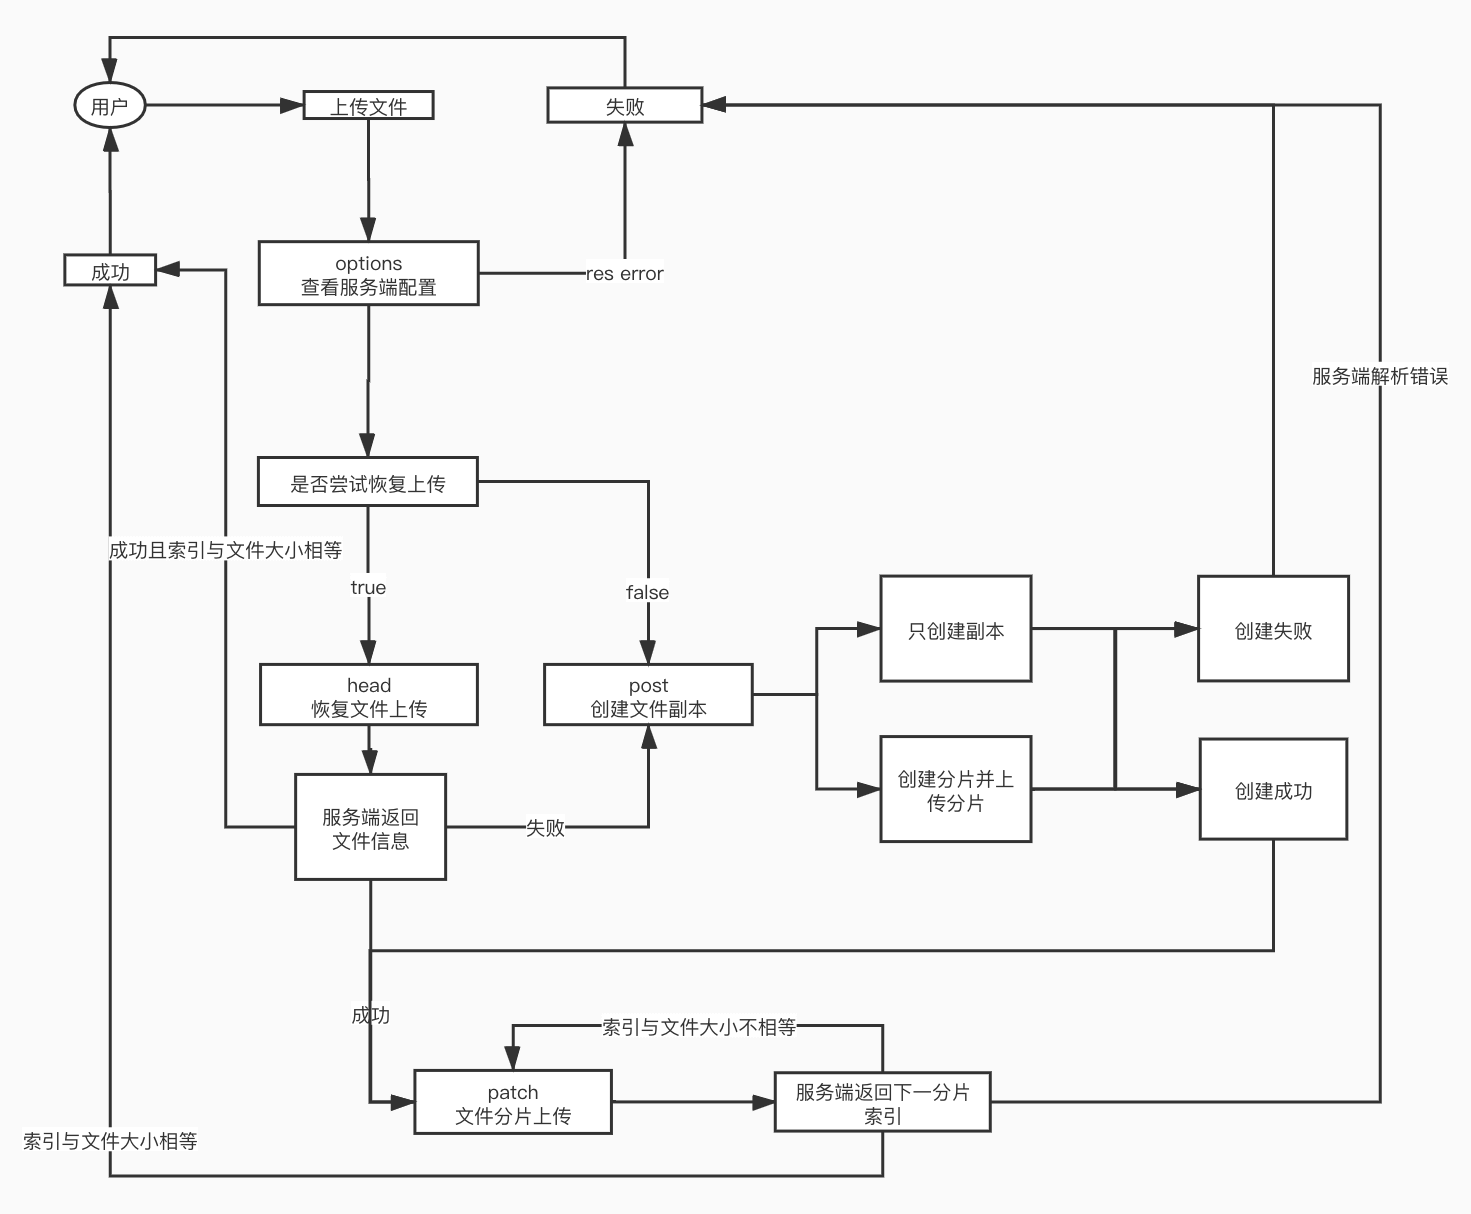 用户
上传文件
失败
成功
options
查看服务端配置
res error
服务端解析错误
是否尝试恢复上传
成功且索引与文件大小相等
true
false
只创建副本
创建失败
head
恢复文件上传
post
创建文件副本
创建分片并上
传分片
创建成功
服务端返回
文件信息
失败
成功
索引与文件大小不相等
patch
文件分片上传
服务端返回下一分片
索引
索引与文件大小相等